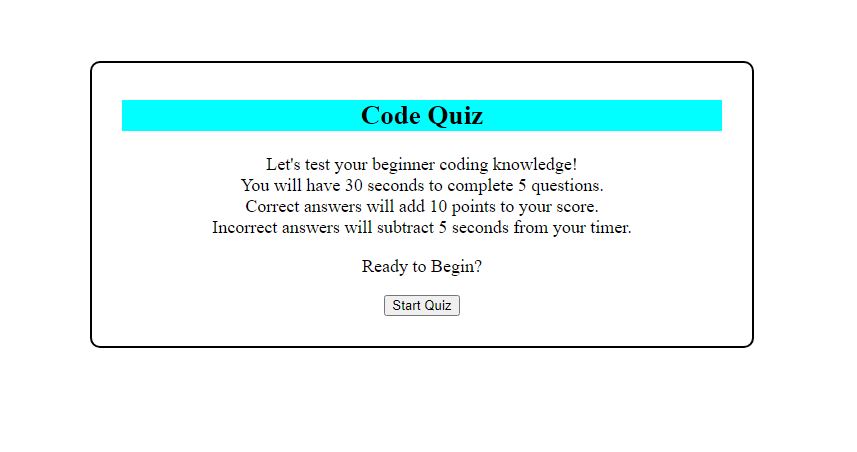 Code Quiz
Let's test your beginner coding knowledge!
You will have 30 seconds to complete 5 questions.
Correct answers will add 10 points to your score.
Incorrect answers will subtract 5 seconds from your timer.
Ready to Begin?
Start Quiz